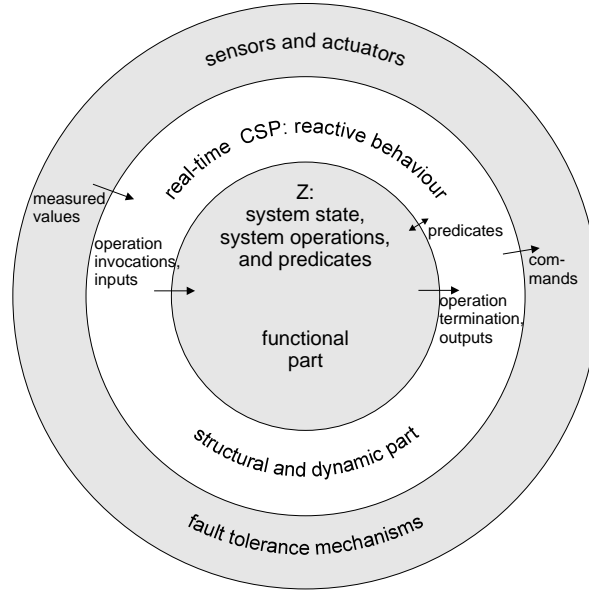 sensors and actuators
real-time CSP: reactive behaviour
measured
values
Z:
system state,
system operations,
and predicates
predicates
operation
invocations,
inputs
com-
mands
operation
termination,
outputs
functional
part
structural and dynamic part
fault tolerance mechanisms